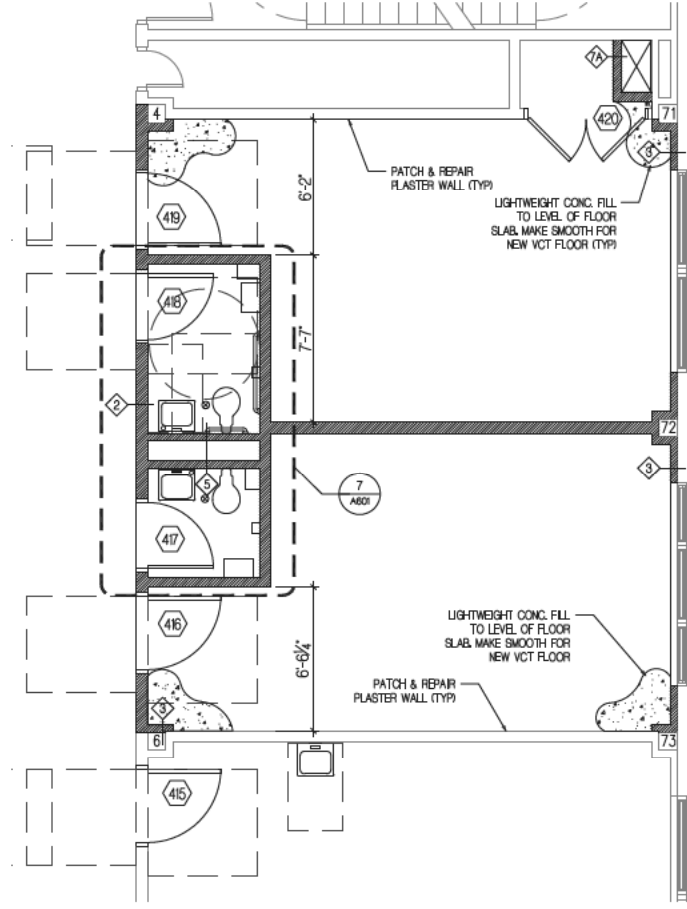 7A
4
420
71
3
PATCH & REPAIR
PLASTER WALL (TYP)
6'-2"
LIGHTWEIGHT CONC. FILL
TO LEVEL OF FLOOR
SLAB. MAKE SMOOTH FOR
NEW VCT FLOOR (TYP)
419
418
7'-7"
2
72
5
7
A601
3
417
416
6'-6¼"
LIGHTWEIGHT CONC. FILL
TO LEVEL OF FLOOR
SLAB. MAKE SMOOTH FOR
NEW VCT FLOOR
PATCH & REPAIR
PLASTER WALL (TYP)
3
6
73
415